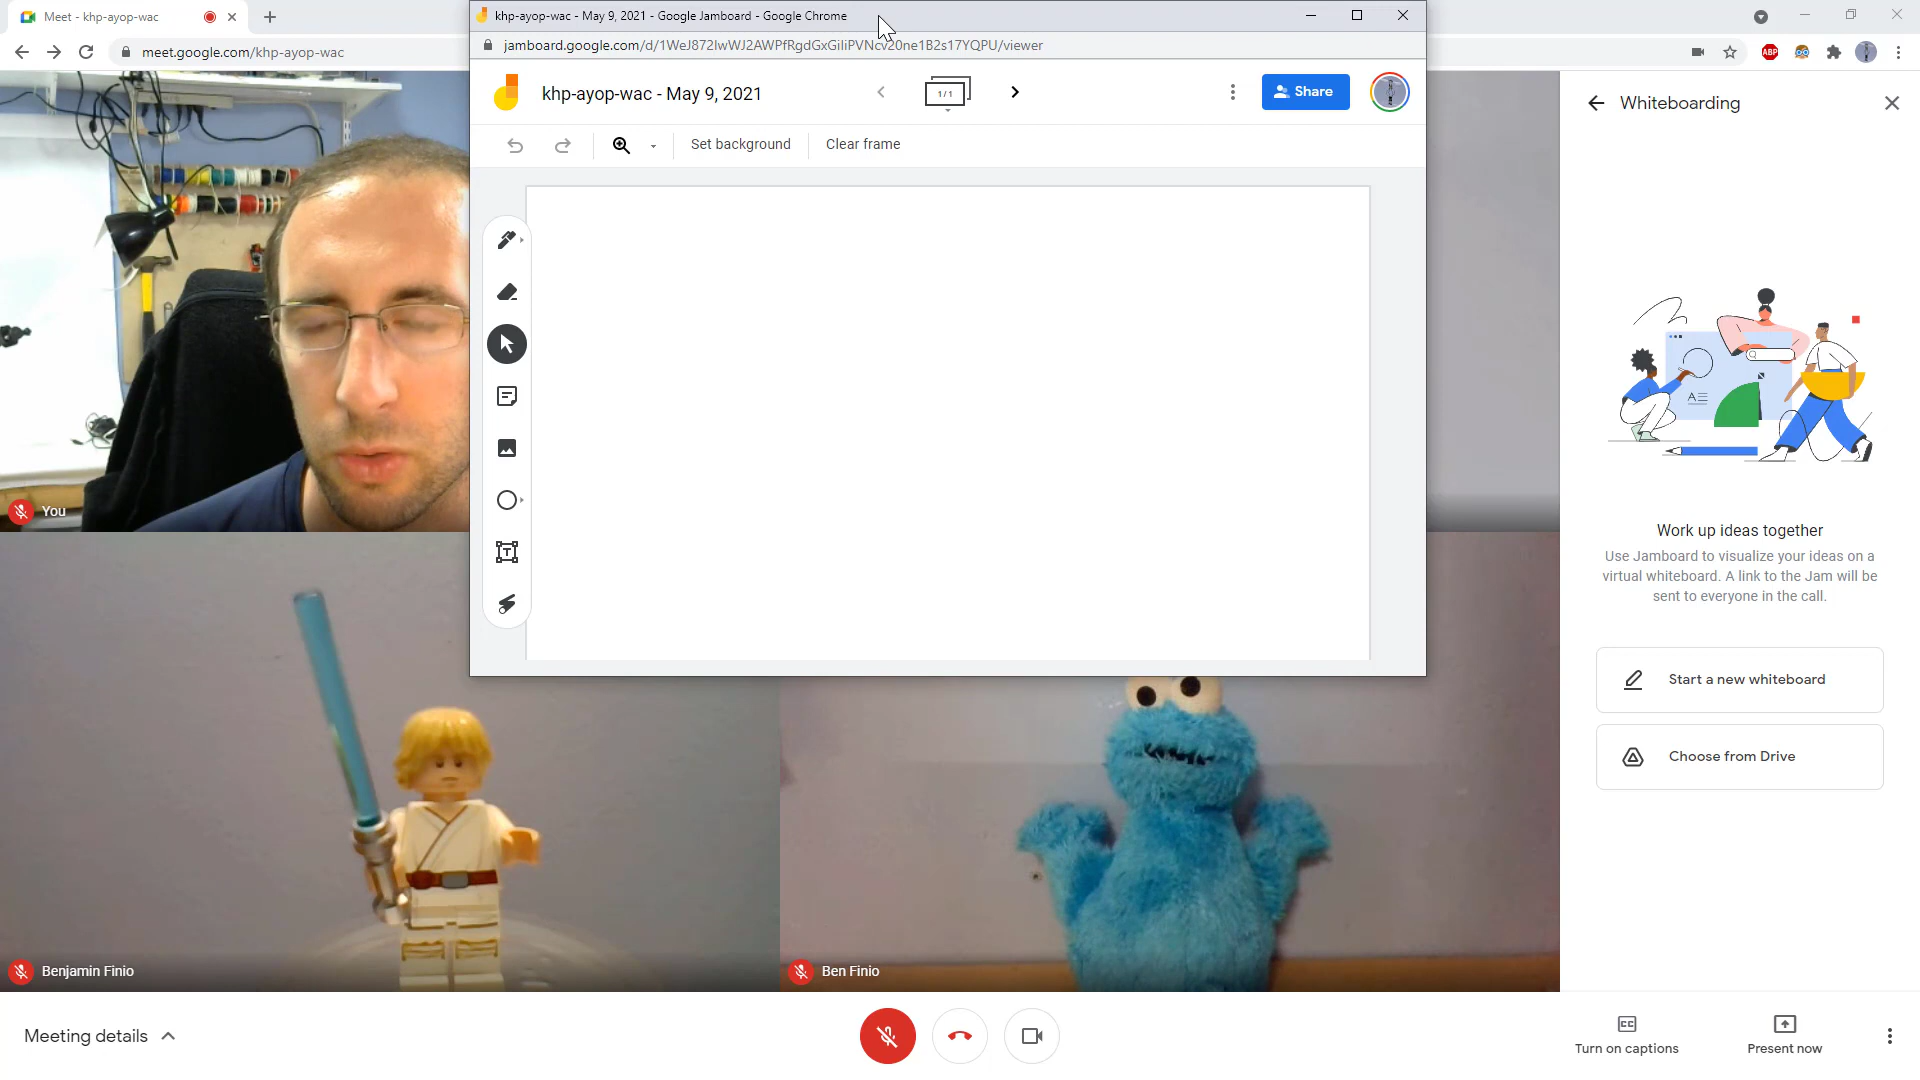 Meet - khp-ayop-wac
khp-ayop-wac - May 9, 2021 - Google Jamboard - Google Chrome
meet.google.com/khp-ayop-wac
jamboard.google.com/d/1WeJ872IwWJ2AWPfRgdGxGiliPVNcv20ne1B2s17YQPU/viewer
ABP
khp-ayop-wac - May 9, 2021
1/1
Share
Whiteboarding
Set background
Clear frame
T
A
You
Work up ideas together
Use Jamboard to visualize your ideas on a
virtual whiteboard. A link to the Jam will be
sent to everyone in the call.
Start a new whiteboard
Choose from Drive
Benjamin Finio
Ben Finio
Meeting details
CC
Turn on captions
Present now